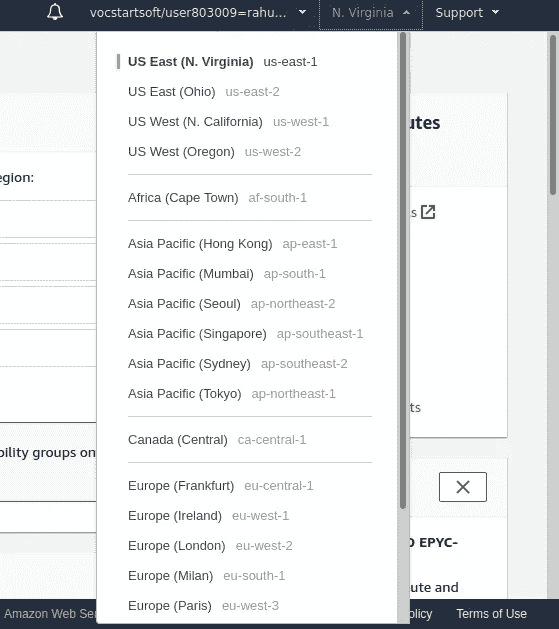 vocstartsoft/user803009=rahu... N. Virginia Support
US East (N. Virginia) us-east-1
US East (Ohio) us-east-2
US West (N. California) us-west-1
US West (Oregon) us-west-2
egion:
Africa (Cape Town) af-south-1
Asia Pacific (Hong Kong) ap-east-1
Asia Pacific (Mumbai) ap-south-1
Asia Pacific (Seoul) ap-northeast-2
Asia Pacific (Singapore) ap-southeast-1
Asia Pacific (Sydney) ap-southeast-2
Asia Pacific (Tokyo) ap-northeast-1
Canada (Central) ca-central-1
bility groups on
Europe (Frankfurt) eu-central-1
Europe (Ireland) eu-west-1
Europe (London) eu-west-2
EPYC-
Europe (Milan) eu-south-1
ute and
Europe (Paris) eu-west-3
Amazon Web Ser olicy Terms of Use